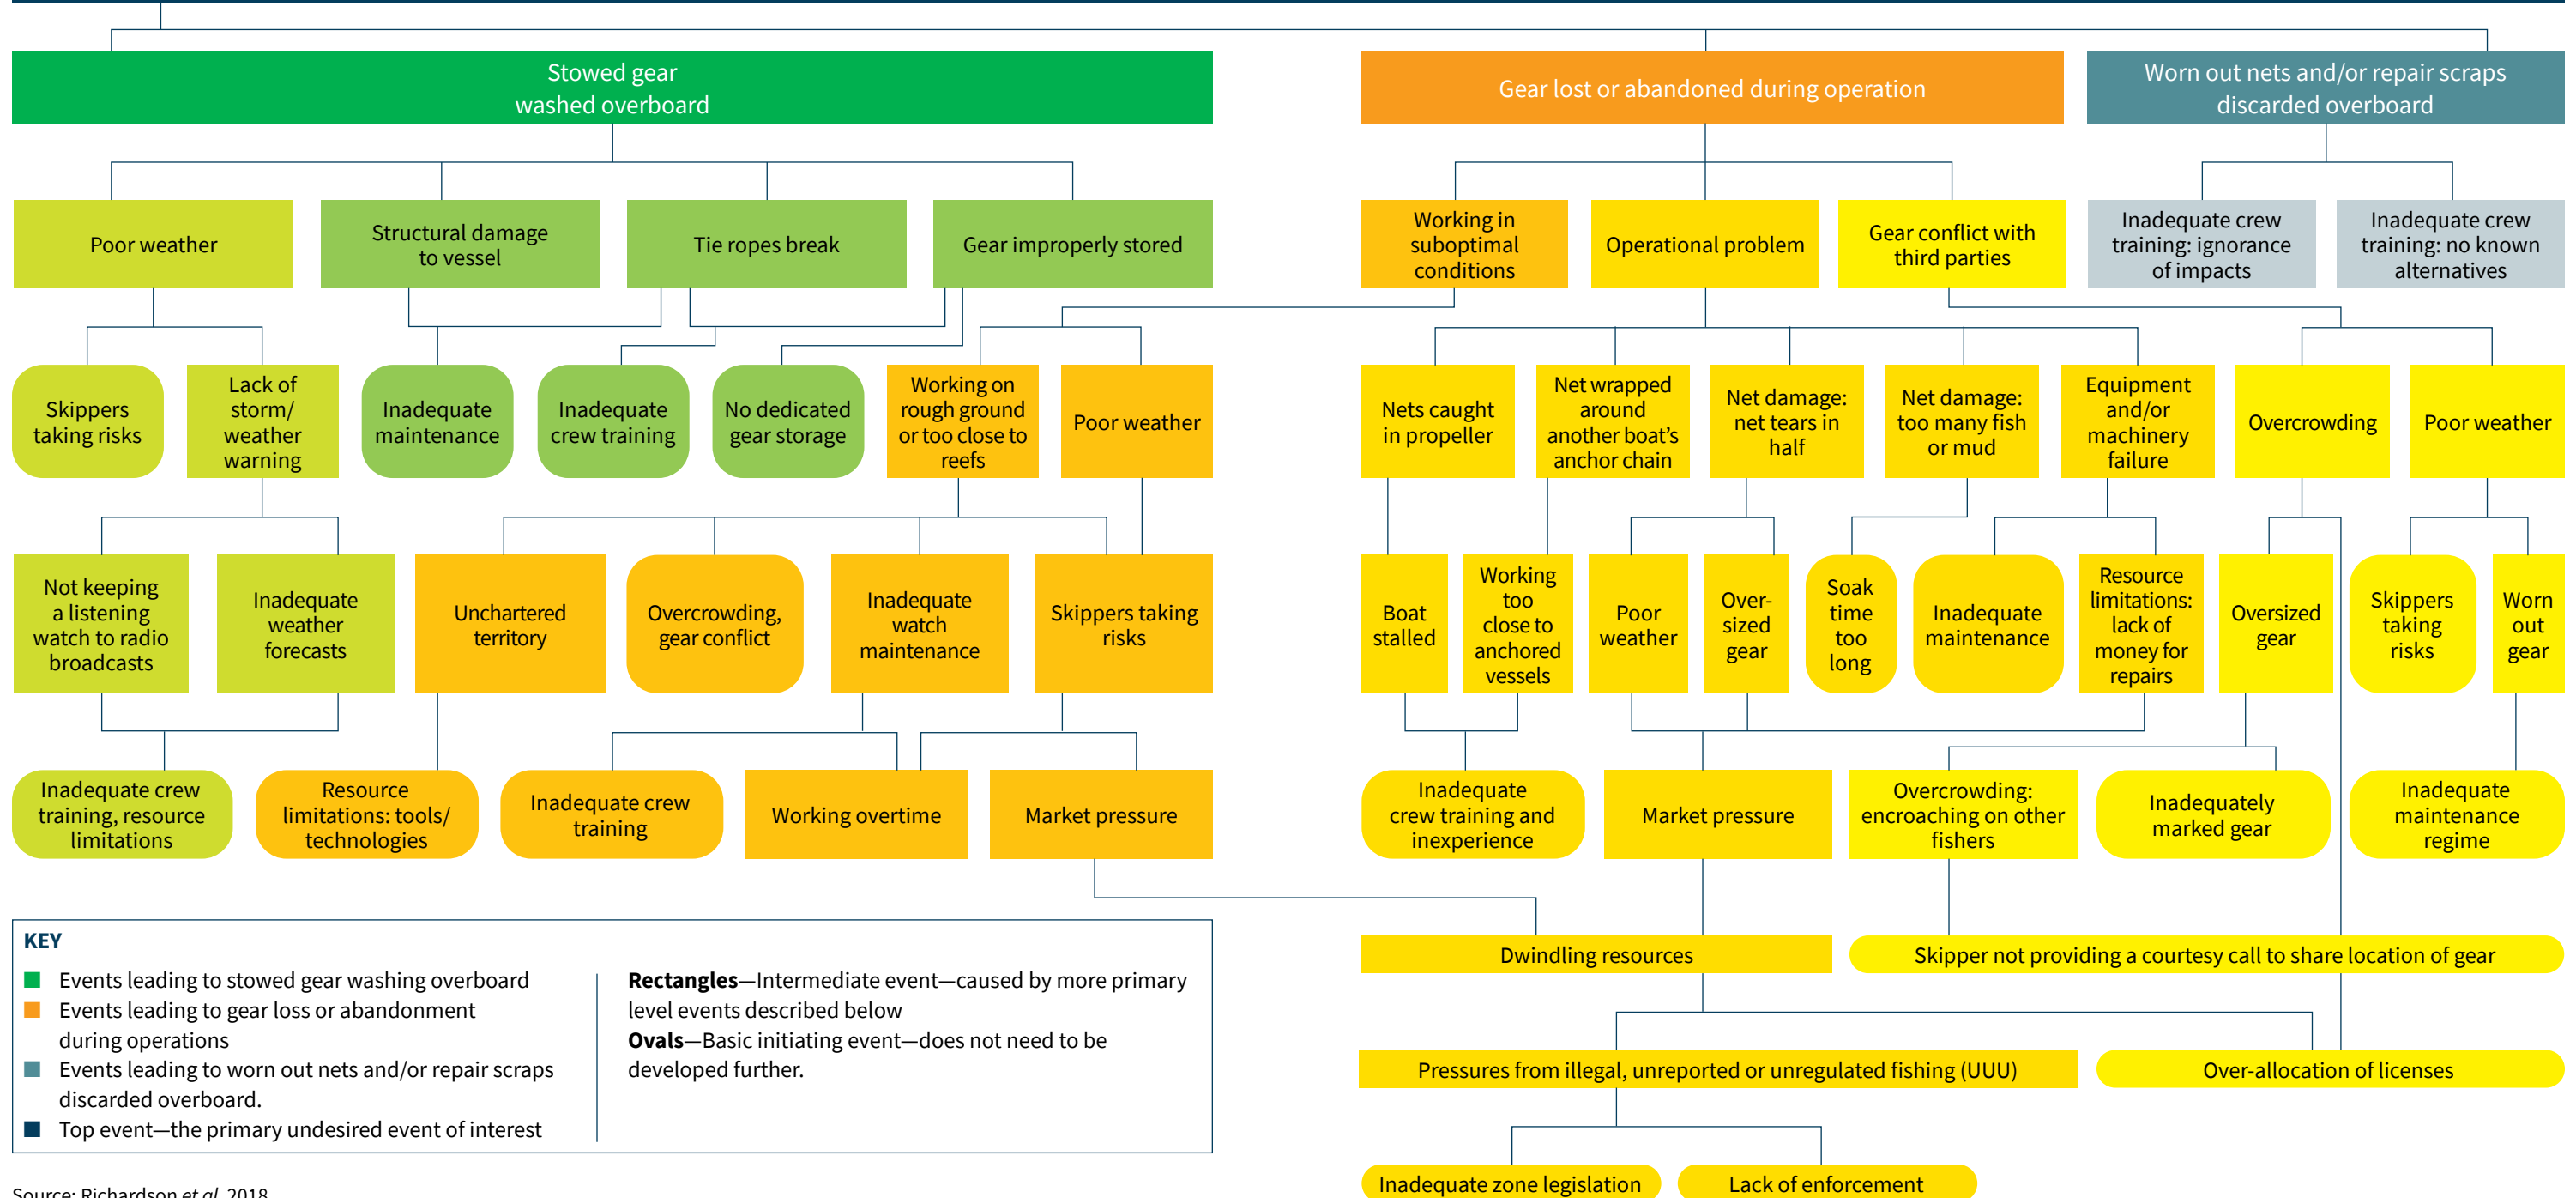 Stowed gear
washed overboard
Gear lost or abandoned during operation
Worn out nets and/or repair scraps
discarded overboard
Poor weather
Structural damage
to vessel
Tie ropes break
Gear improperly stored
Working in
suboptimal
conditions
Operational problem
Gear conflict with
third parties
Inadequate crew
training: ignorance
of impacts
Inadequate crew
training: no known
alternatives
Skippers
taking risks
Lack of
storm/
weather
warning
Inadequate
maintenance
Inadequate
crew training
No dedicated
gear storage
Working on
rough ground
or too close to
reefs
Poor weather
Nets caught
in propeller
Net wrapped
around
another boat's
anchor chain
Net damage:
net tears in
half
Net damage:
too many fish
or mud
Equipment
and/or
machinery
failure
Overcrowding
Poor weather
Not keeping
a listening
watch to radio
broadcasts
Inadequate
weather
forecasts
Unchartered
territory
Overcrowding,
gear conflict
Inadequate
watch
maintenance
Skippers taking
risks
Boat
stalled
Working
too
close to
anchored
vessels
Poor
weather
Over-
sized
gear
Soak
time
too
long
Inadequate
maintenance
Resource
limitations:
lack of
money for
repairs
Oversized
gear
Skippers
taking
risks
Worn
out
gear
Inadequate crew
training, resource
limitations
Resource
limitations: tools/
technologies
Inadequate crew
training
Working overtime
Market pressure
Inadequate
crew training and
inexperience
Market pressure
Overcrowding:
encroaching on other
fishers
Inadequately
marked gear
Inadequate
maintenance
regime
Dwindling resources
Skipper not providing a courtesy call to share location of gear
Pressures from illegal, unreported or unregulated fishing (UUU)
Over-allocation of licenses
Inadequate zone legislation
Lack of enforcement
KEY
Events leading to stowed gear washing overboard
Events leading to gear loss or abandonment
during operations
Events leading to worn out nets and/or repair scraps
discarded overboard.
Top event—the primary undesired event of interest
Rectangles—Intermediate event—caused by more primary
level events described below
Ovals—Basic initiating event—does not need to be
developed further.
Source: Richardson et al. 2018